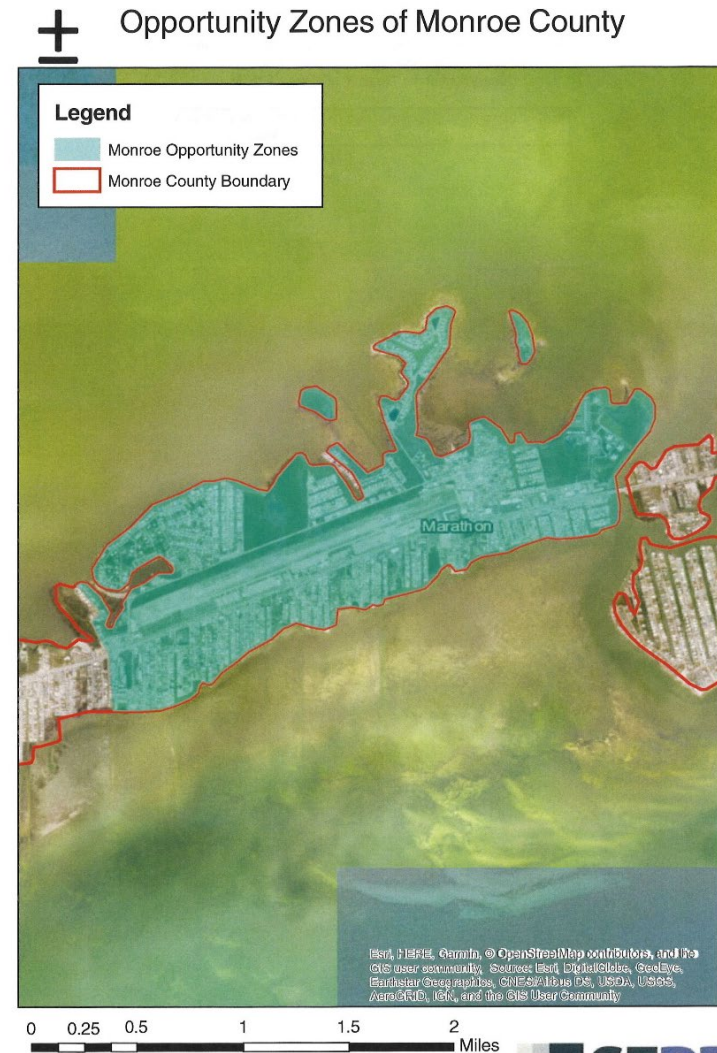 Opportunity Zones of Monroe County
Legend
Monroe Opportunity Zones
Monroe County Boundary
Marathon
Esri, HERE, Garmin, © OpenStreetMap contributors, and the
GIS user community, Source: Esri, DigitalGlobe, GeoEye,
Earthstar Geographics, CNES/Airbus DS, USDA, USGS,
AeroGRID, IGN, and the GIS User Community
0 0.25 0.5 1 1.5 2
Miles